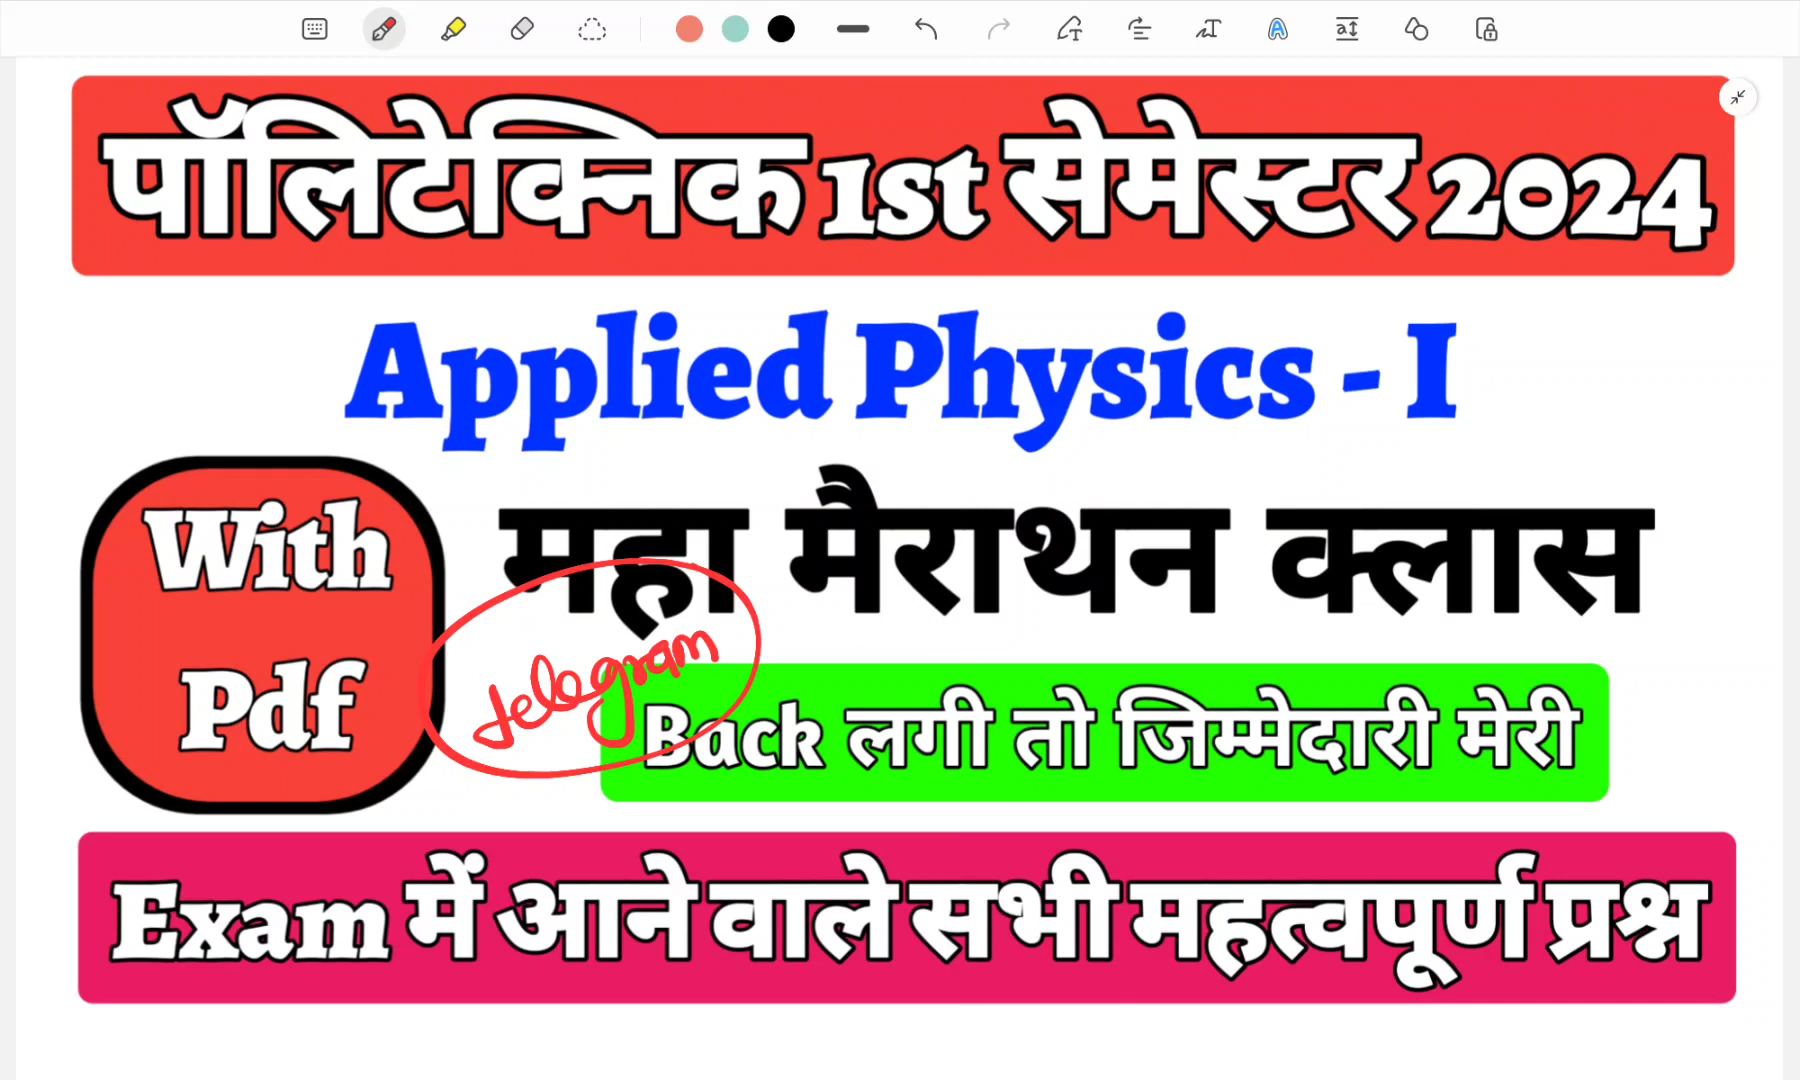 पॉलिटेक्निक 1st सेमेस्टर 2024
Applied Physics - I
With
Pdf
महा मैराथन क्लास
telegram
Back लगी तो जिम्मेदारी मेरी
Exam में आने वाले सभी महत्वपूर्ण प्रश्न